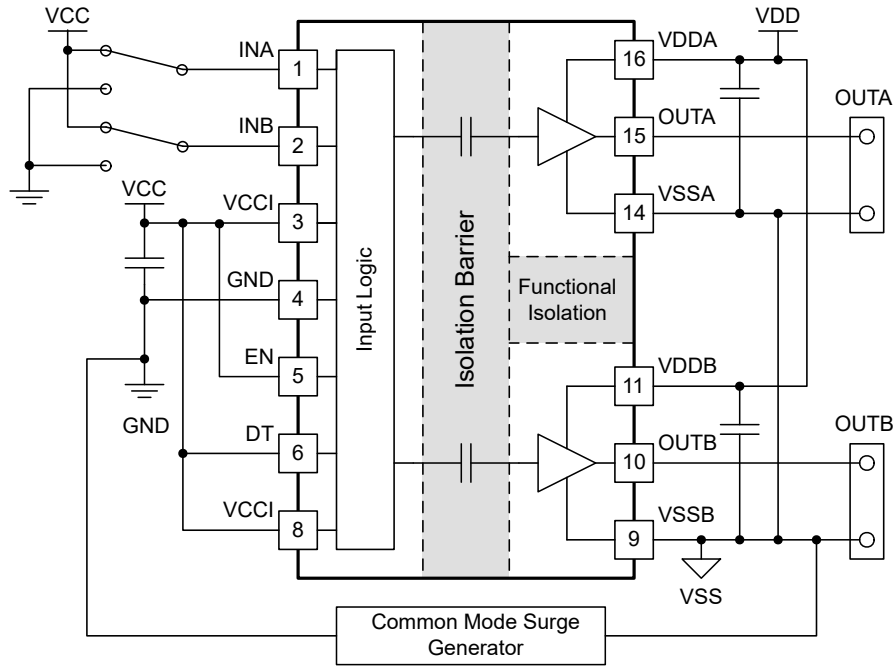 VCC
INA
1
INB
2
VCC
VCCI
3
GND
4
EN
5
GND
DT
6
VCCI
8
Input Logic
Isolation Barrier
Functional
Isolation
16
VDDA
VDD
15
OUTA
OUTA
14
VSSA
11
VDDB
10
OUTB
OUTB
9
VSSB
VSS
Common Mode Surge
Generator